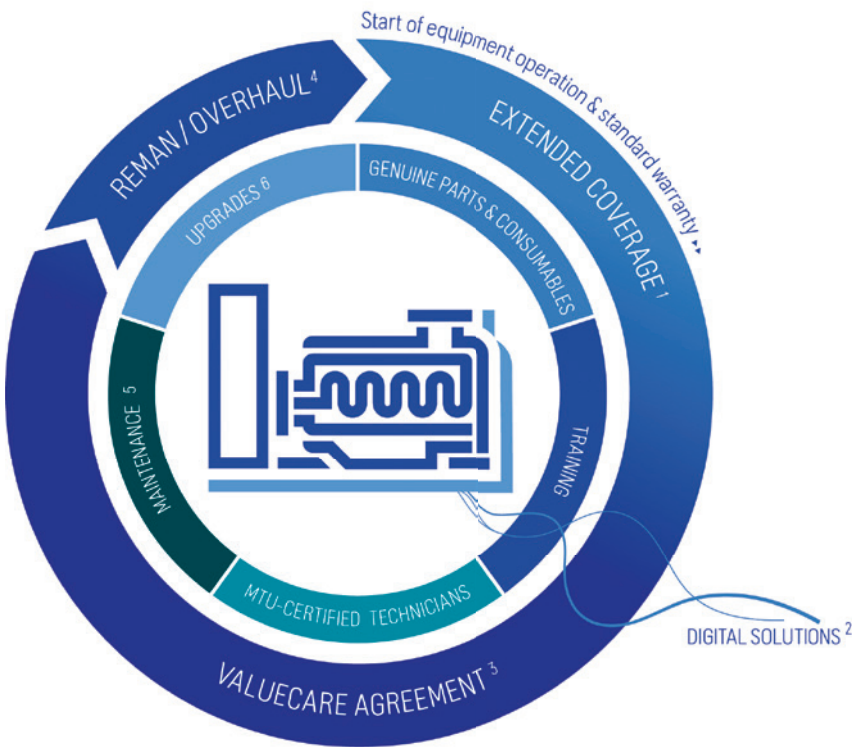 Start of equipment operation & standard warranty
EXTENDED COVERAGE 1
REMAN / OVERHAUL 4
UPGRADES 6
GENUINE PARTS & CONSUMABLES
TRAINING
MAINTENANCE 5
MTU-CERTIFIED TECHNICIANS
DIGITAL SOLUTIONS 2
VALUECARE AGREEMENT 3